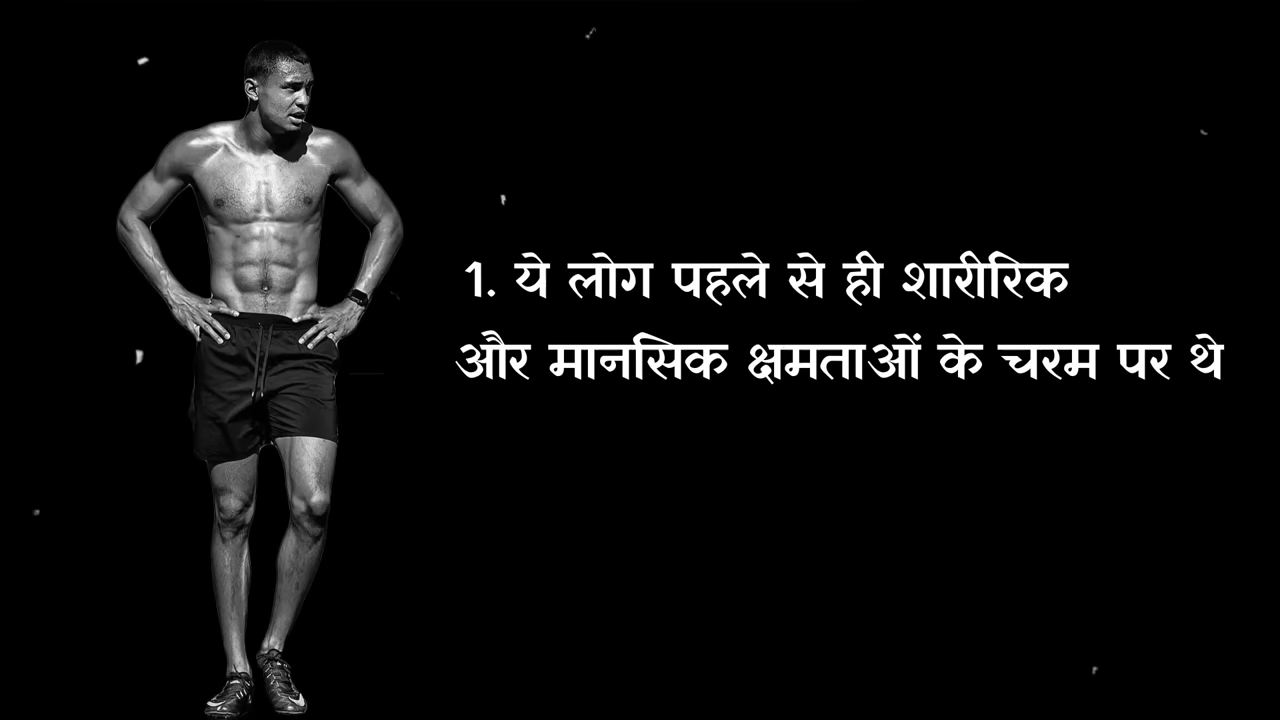 1. ये लोग पहले से ही शारीरिक
और मानसिक क्षमताओं के चरम पर थे